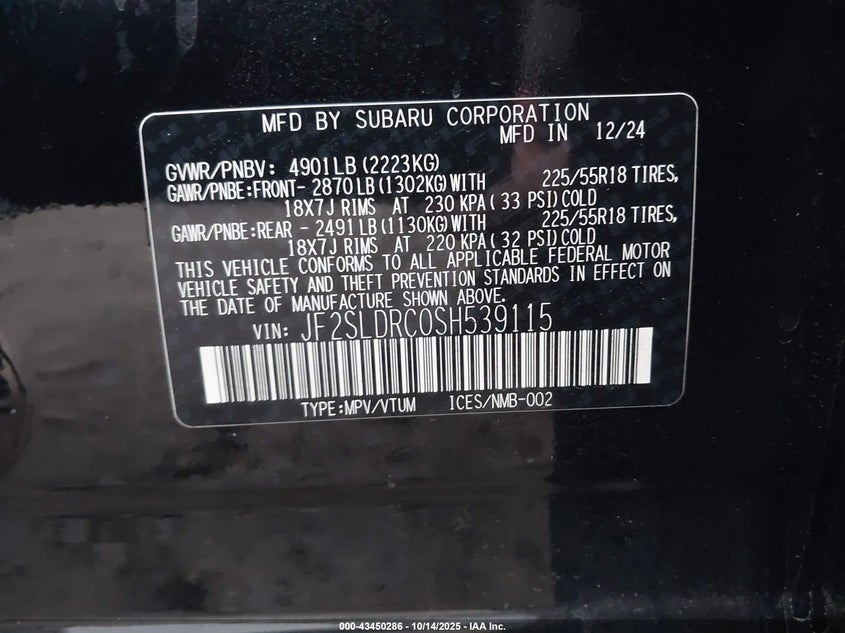 MFD BY SUBARU CORPORATION
MFD IN 12/24
GVWR/PNBV: 4901LB (2223KG)
GAWR/PNBE:FRONT- 2870LB (1302KG)WITH 225/55R18 TIRES,
18X7J RIMS AT 230 KPA( 33 PSI)COLD
GAWR/PNBE:REAR - 2491LB (1130KG)WITH 225/55R18 TIRES,
18X7J RIMS AT 220 KPA( 32 PSI)COLD
THIS VEHICLE CONFORMS TO ALL APPLICABLE FEDERAL MOTOR
VEHICLE SAFETY AND THEFT PREVENTION STANDARDS IN EFFECT ON
THE DATE OF MANUFACTURE SHOWN ABOVE.
VIN: JF2SLDRC0SH539115
TYPE:MPV/VTUM ICES/NMB-002
000-43450286 - 10/14/2025 - IAA Inc.